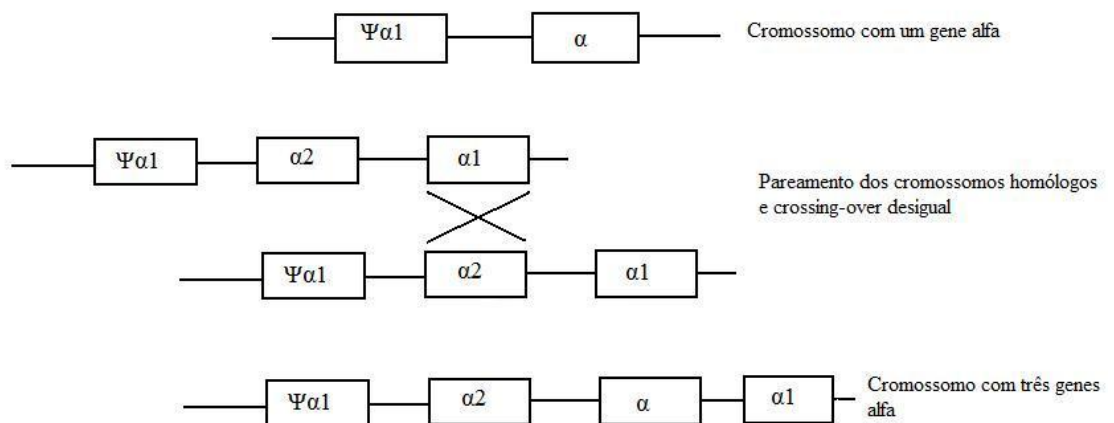 Ψα1 α Cromossomo com um gene alfa
Ψα1 α2 α1
Pareamento dos cromossomos homólogos
e crossing-over desigual
Ψα1 α2 α1
Ψα1 α2 α α1 Cromossomo com três genes
alfa